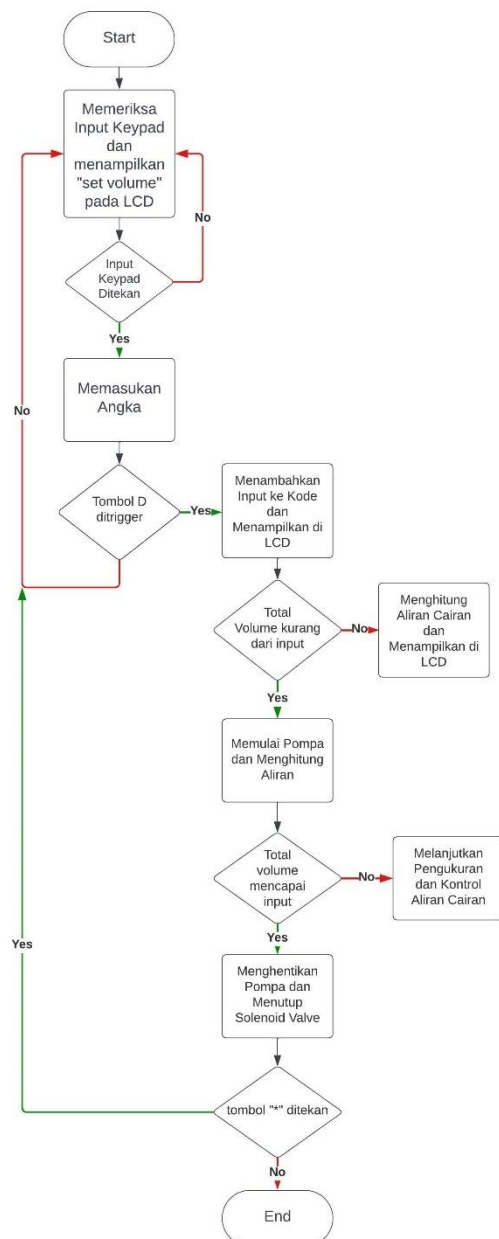 Start
Memeriksa
Input Keypad
dan
menampilkan
"set volume"
pada LCD
No
Input
Keypad
Ditekan
Yes
Memasukan
Angka
No
Tombol D
ditrigger
Yes
Menambahkan
Input ke Kode
dan
Menampilkan di
LCD
Total
Volume kurang
dari input
No
Menghitung
Aliran Cairan
dan
Menampilkan di
LCD
Yes
Memulai Pompa
dan Menghitung
Aliran
Total
volume
mencapai
input
No
Melanjutkan
Pengukuran
dan Kontrol
Aliran Cairan
Yes
Menghentikan
Pompa dan
Menutup
Solenoid Valve
Yes
tombol "*" ditekan
No
End